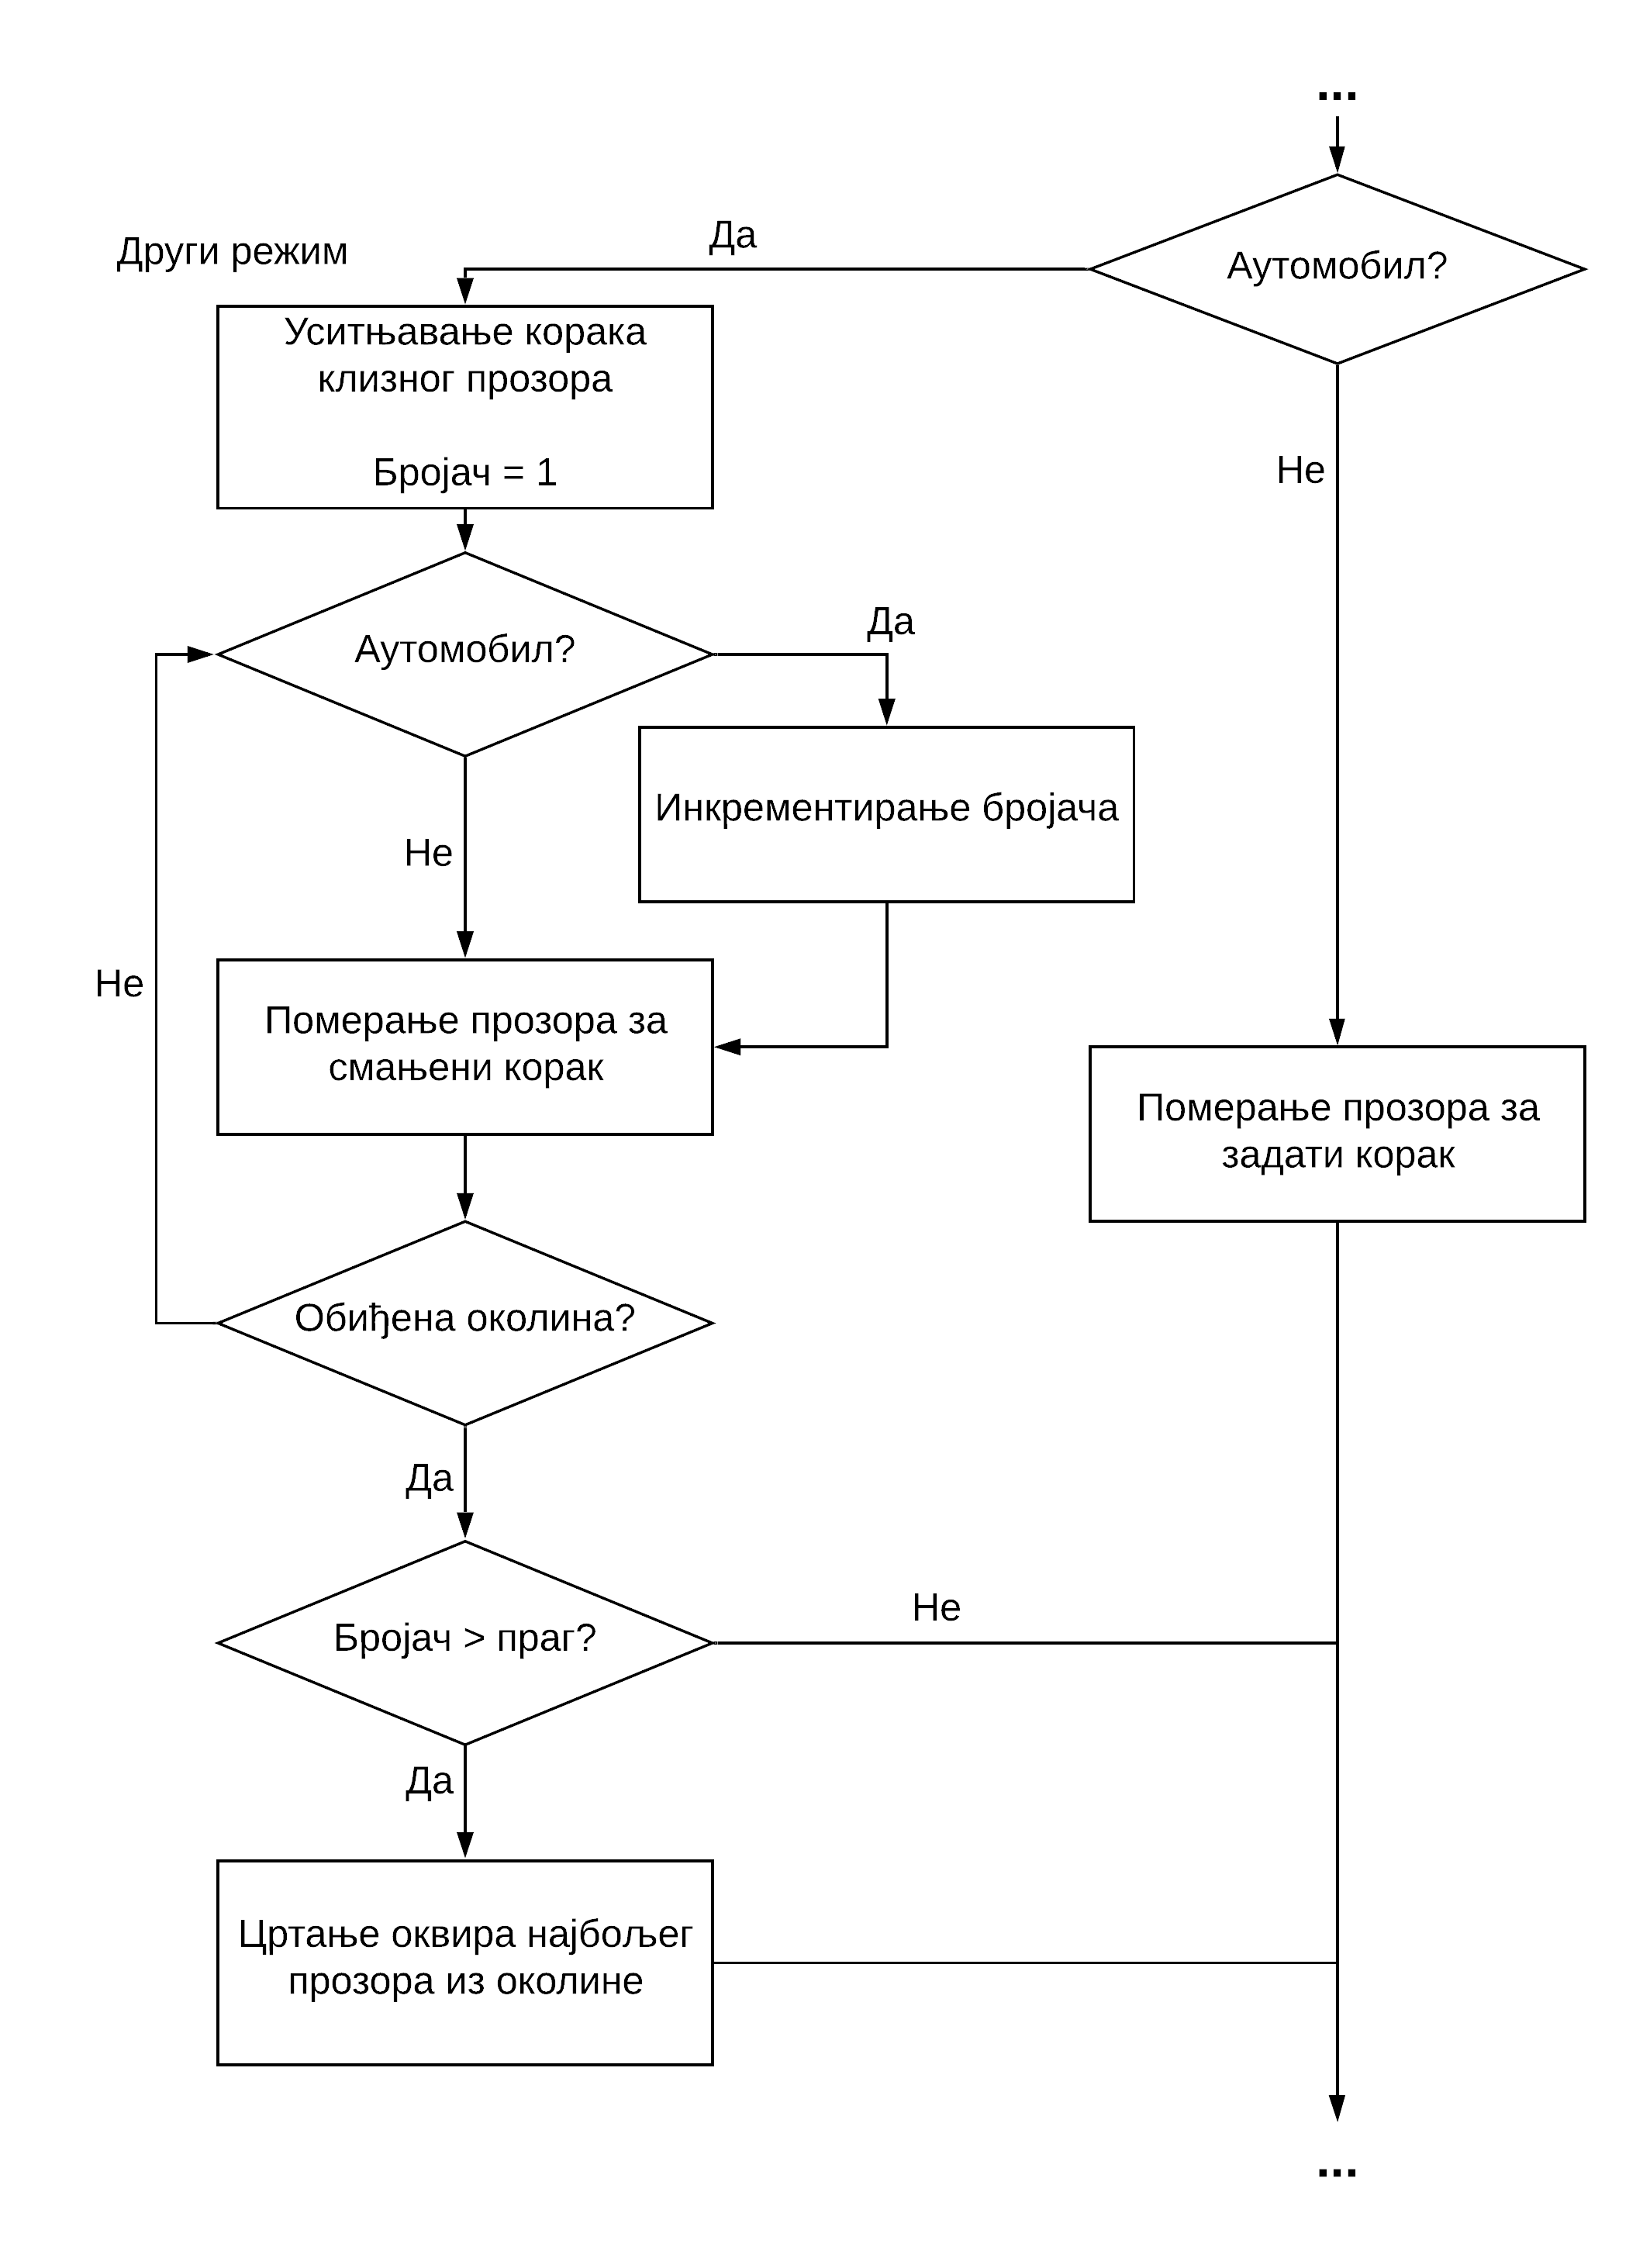 ...
Аутомобил?
Да
Други режим
Уситњавање корака
клизног прозора
Бројач = 1
Не
Аутомобил?
Да
Инкрементирање бројача
Не
Не
Померање прозора за
смањени корак
Померање прозора за
задати корак
Обиђена околина?
Да
Бројач > праг?
Не
Да
Цртање оквира најбољег
прозора из околине
...